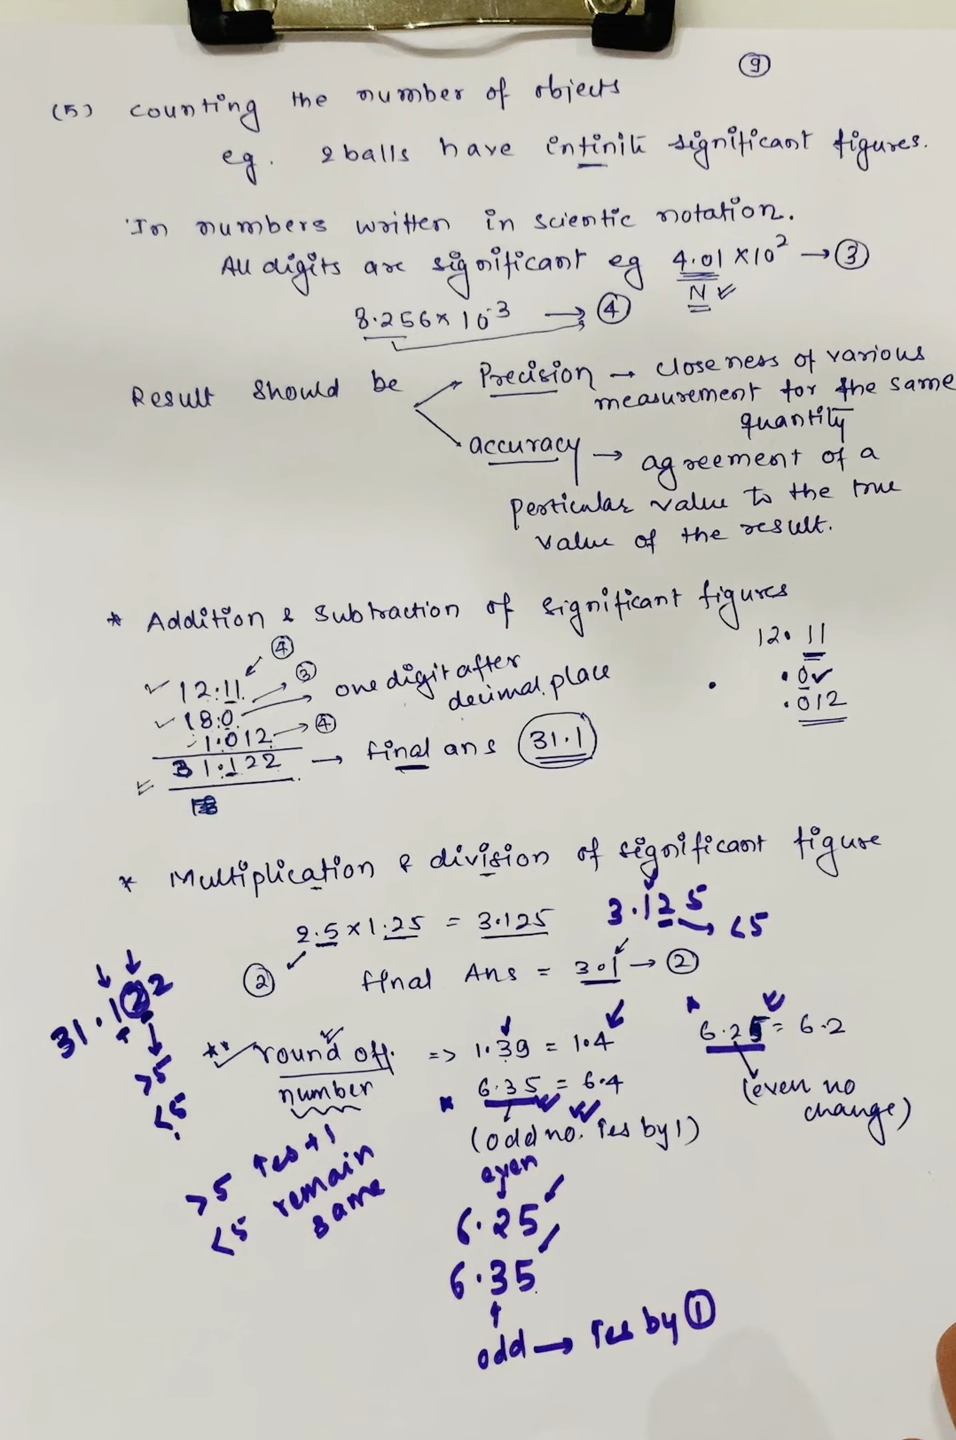 9
(5) counting the number of objects
eg. 2balls have infinite significant figures.
In numbers written in scientic notation.
All digits are significant eg 4.01 X10² → 3
N
8.256 x 10⁻³ → 4
Result should be
Precision → closeness of various
measurement for the same
quantity
accuracy → agreement of a
perticular value to the true
value of the result.
* Addition & subtraction of significant figures
12.11 4
18.0 3 one digit after
decimal place
1.012 → 4
31.122 → final ans 31.1
12.11
.0
.012
* Multiplication & division of significant figure
2.5 x 1.25 = 3.125
3.125 → <5
2
final Ans = 3.1 → 2
31.122
>5
<5
** round off.
number
=> 1.39 = 1.4
6.35 = 6.4
(odd no. ↑es by 1)
6.25 = 6.2
(even no
change)
>5 ↑es +1
<5 remain
same
even
6.25
6.35
odd → ↑es by 1